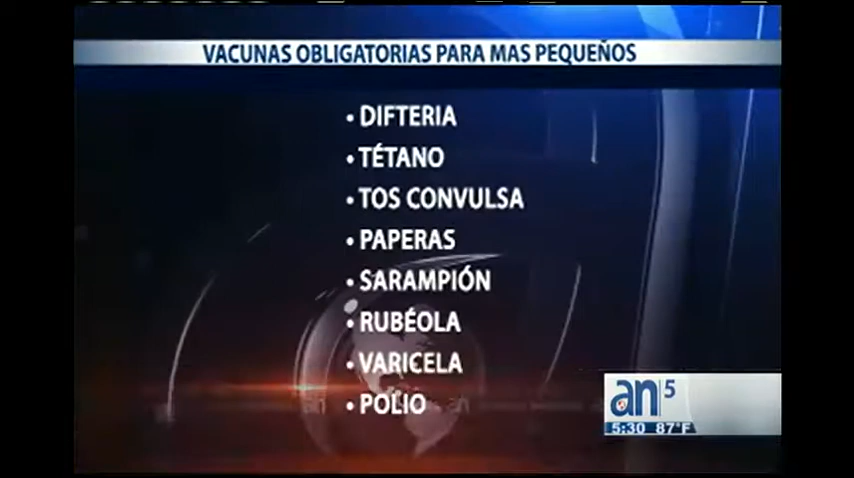 VACUNAS OBLIGATORIAS PARA MAS PEQUEÑOS
• DIFTERIA
• TÉTANO
• TOS CONVULSA
• PAPERAS
• SARAMPIÓN
• RUBÉOLA
• VARICELA
• POLIO
an 5
5:30 87°F